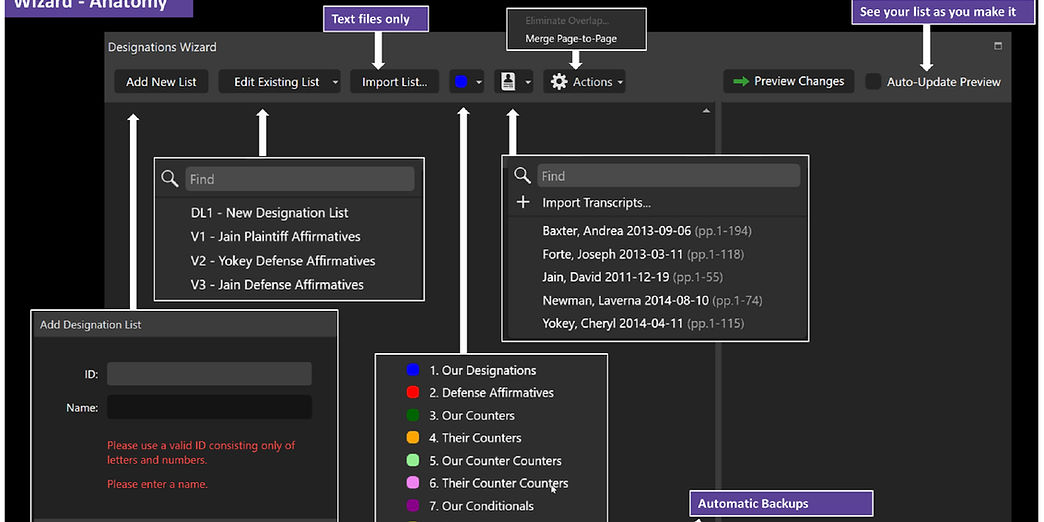 Wizard - Anatomy
Text files only
Eliminate Overlap...
Merge Page-to-Page
See your list as you make it
Designations Wizard
Add New List
Edit Existing List
Import List...
Actions
Preview Changes
Auto-Update Preview
Find
DL1 - New Designation List
V1 - Jain Plaintiff Affirmatives
V2 - Yokey Defense Affirmatives
V3 - Jain Defense Affirmatives
Find
Import Transcripts...
Baxter, Andrea 2013-09-06 (pp.1-194)
Forte, Joseph 2013-03-11 (pp.1-118)
Jain, David 2011-12-19 (pp.1-55)
Newman, Laverna 2014-08-10 (pp.1-74)
Yokey, Cheryl 2014-04-11 (pp.1-115)
Add Designation List
ID:
Name:
Please use a valid ID consisting only of
letters and numbers.
Please enter a name.
1. Our Designations
2. Defense Affirmatives
3. Our Counters
4. Their Counters
5. Our Counter Counters
6. Their Counter Counters
7. Our Conditionals
Automatic Backups